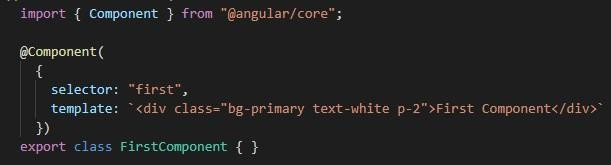 import { Component } from "@angular/core";
@Component(
{
selector: "first",
template: `<div class="bg-primary text-white p-2">First Component</div>`
})
export class FirstComponent { }